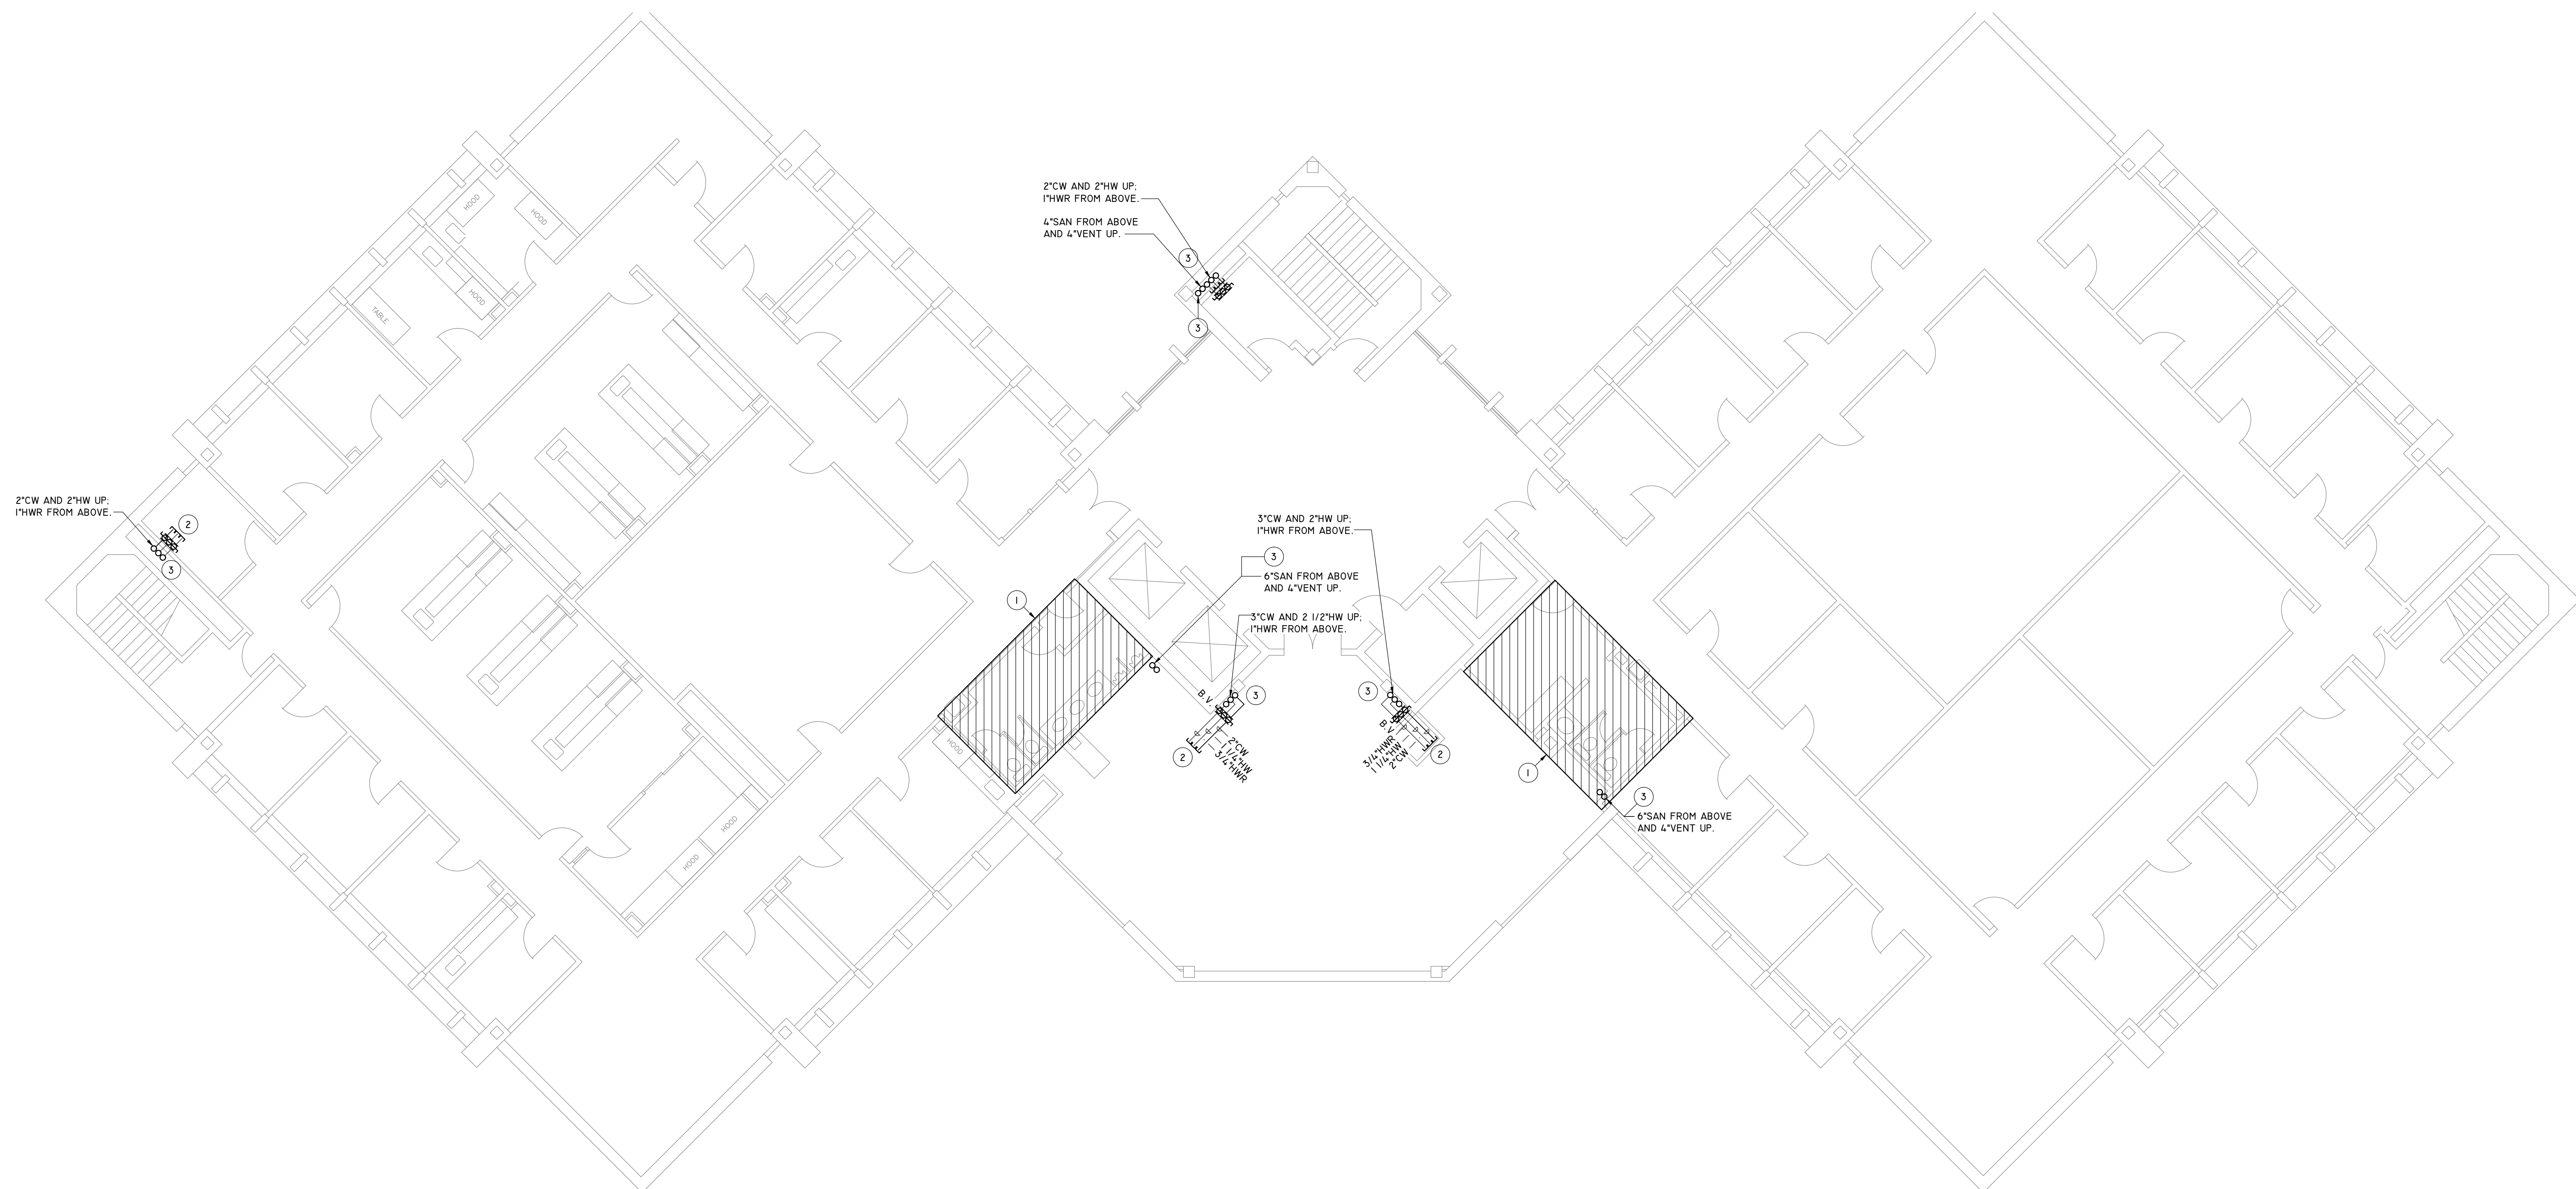 2"CW AND 2"HW UP;
1"HWR FROM ABOVE.
4"SAN FROM ABOVE
AND 4"VENT UP.
3
3
HOOD
HOOD
HOOD
TABLE
2"CW AND 2"HW UP;
1"HWR FROM ABOVE.
2
3
3"CW AND 2"HW UP;
1"HWR FROM ABOVE.
3
6"SAN FROM ABOVE
AND 4"VENT UP.
1
3"CW AND 2 1/2"HW UP;
1"HWR FROM ABOVE.
B.V.
3
2
2"CW
1 1/4"HW
3/4"HWR
3
B.V.
3/4"HWR
1 1/4"HW
2"CW
2
1
3
6"SAN FROM ABOVE
AND 4"VENT UP.
HOOD
HOOD
HOOD